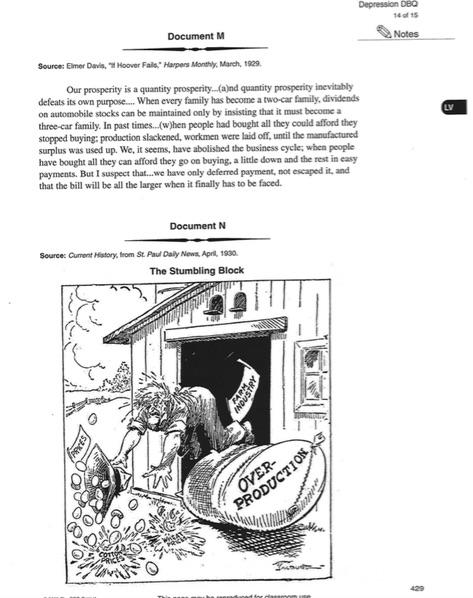 Depression DBQ
14 of 15
Document M
Notes
Source: Elmer Davis, "If Hoover Fails," Harpers Monthly, March, 1929.
Our prosperity is a quantity prosperity...(a)nd quantity prosperity inevitably
defeats its own purpose.... When every family has become a two-car family, dividends
on automobile stocks can be maintained only by insisting that it must become a
three-car family. In past times...(w)hen people had bought all they could afford they
stopped buying; production slackened, workmen were laid off, until the manufactured
surplus was used up. We, it seems, have abolished the business cycle; when people
have bought all they can afford they go on buying, a little down and the rest in easy
payments. But I suspect that...we have only deferred payment, not escaped it, and
that the bill will be all the larger when it finally has to be faced.
LV
Document N
Source: Current History, from St. Paul Daily News, April, 1930.
The Stumbling Block
FARM
INDUSTRY
PRICES
OVER-
PRODUCTION
COTTON
PRICES
WHEAT
429
This page may be reproduced for classroom use